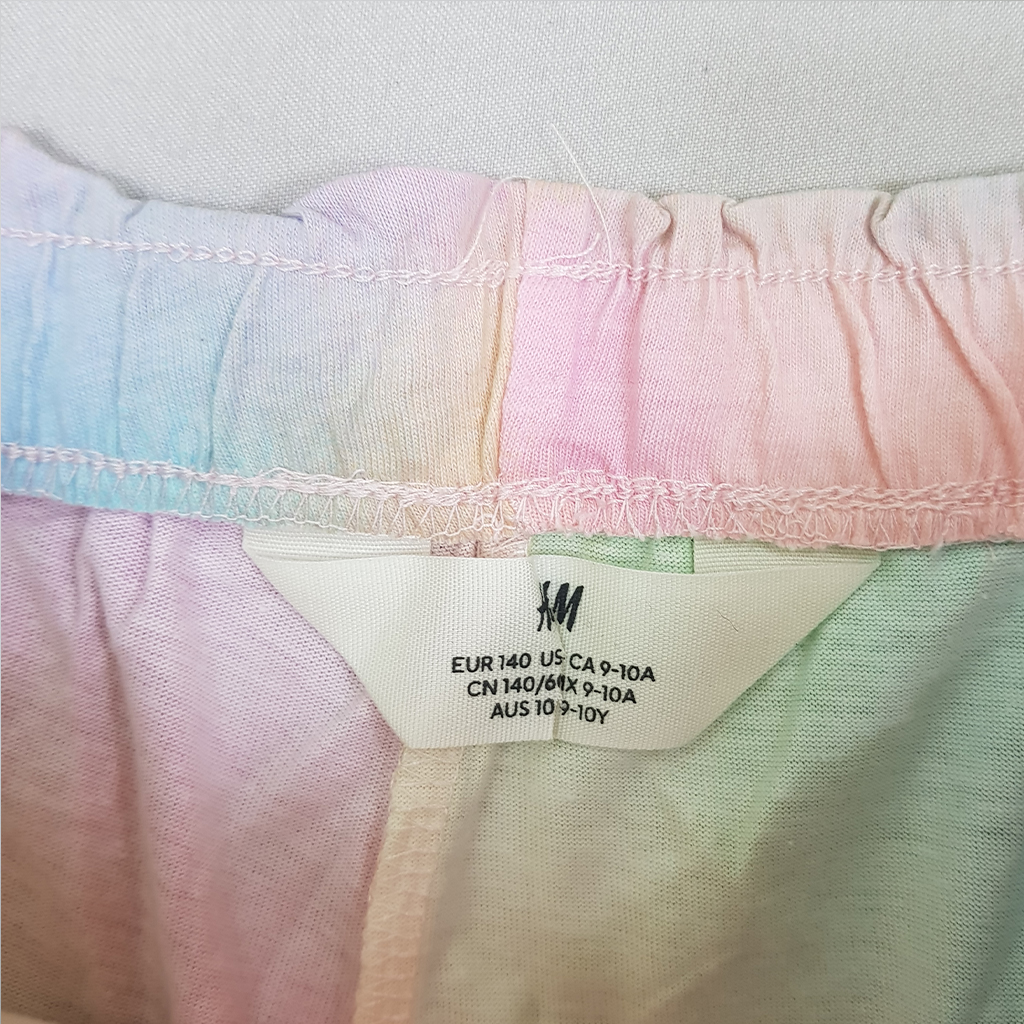 H&M
EUR 140 US CA 9-10A
CN 140/ 9-10A
AUS 10 9-10Y